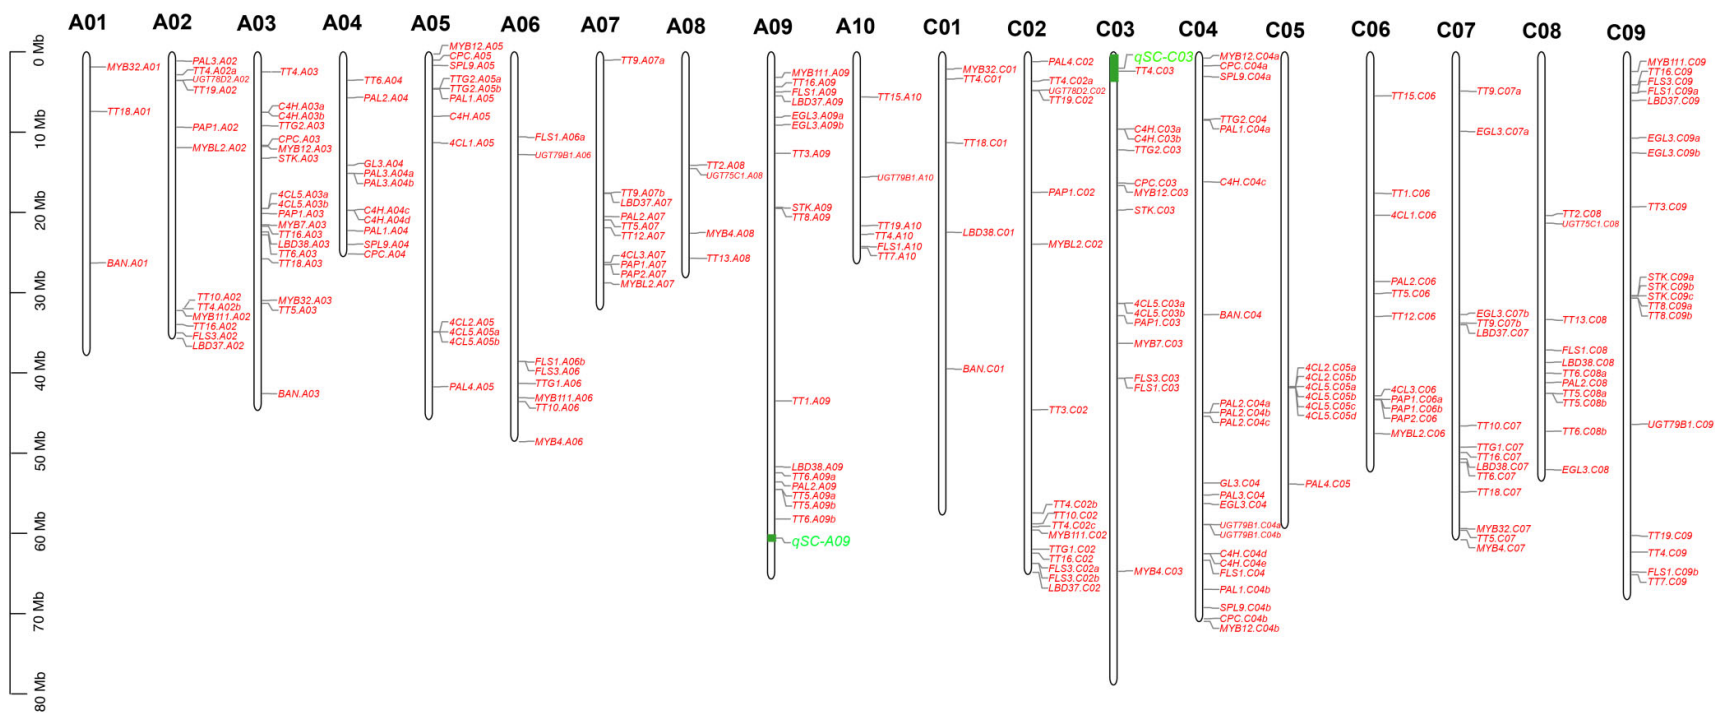 A01 A02 A03 A04 A05 A06 A07 A08 A09 A10 C01 C02 C03 C04 C05 C06 C07 C08 C09
0 Mb
10 Mb
20 Mb
30 Mb
40 Mb
50 Mb
60 Mb
70 Mb
80 Mb
MYB32.A01
TT18.A01
BAN.A01
PAL3.A02
TT4.A02a
UGT78D2.A02
TT19.A02
PAP1.A02
MYBL2.A02
TT10.A02
TT4.A02b
MYB111.A02
TT16.A02
FLS3.A02
LBD37.A02
TT4.A03
C4H.A03a
C4H.A03b
TTG2.A03
CPC.A03
MYB12.A03
STK.A03
4CL5.A03a
4CL5.A03b
PAP1.A03
MYB7.A03
TT16.A03
LBD38.A03
TT6.A03
TT18.A03
MYB32.A03
TT5.A03
BAN.A03
TT6.A04
PAL2.A04
GL3.A04
PAL3.A04a
PAL3.A04b
C4H.A04c
C4H.A04d
PAL1.A04
SPL9.A04
CPC.A04
MYB12.A05
CPC.A05
SPL9.A05
TTG2.A05a
TTG2.A05b
PAL1.A05
C4H.A05
4CL1.A05
4CL2.A05
4CL5.A05a
4CL5.A05b
PAL4.A05
FLS1.A06a
UGT79B1.A06
FLS1.A06b
FLS3.A06
TTG1.A06
MYB111.A06
TT10.A06
MYB4.A06
TT9.A07a
TT9.A07b
LBD37.A07
PAL2.A07
TT5.A07
TT12.A07
4CL3.A07
PAP1.A07
PAP2.A07
MYBL2.A07
TT2.A08
UGT75C1.A08
MYB4.A08
TT13.A08
MYB111.A09
TT16.A09
FLS1.A09
LBD37.A09
EGL3.A09a
EGL3.A09b
TT3.A09
STK.A09
TT8.A09
TT1.A09
LBD38.A09
TT6.A09a
PAL2.A09
TT5.A09a
TT5.A09b
TT6.A09b
qSC-A09
TT15.A10
UGT79B1.A10
TT19.A10
TT4.A10
FLS1.A10
TT7.A10
MYB32.C01
TT4.C01
TT18.C01
LBD38.C01
BAN.C01
PAL4.C02
TT4.C02a
UGT78D2.C02
TT19.C02
PAP1.C02
MYBL2.C02
TT3.C02
TT4.C02b
TT10.C02
TT4.C02c
MYB111.C02
TTG1.C02
TT16.C02
FLS3.C02a
FLS3.C02b
LBD37.C02
qSC-C03
TT4.C03
C4H.C03a
C4H.C03b
TTG2.C03
CPC.C03
MYB12.C03
STK.C03
4CL5.C03a
4CL5.C03b
PAP1.C03
MYB7.C03
FLS3.C03
FLS1.C03
MYB4.C03
MYB12.C04a
CPC.C04a
SPL9.C04a
TTG2.C04
PAL1.C04a
C4H.C04c
BAN.C04
PAL2.C04a
PAL2.C04b
PAL2.C04c
GL3.C04
PAL3.C04
EGL3.C04
UGT79B1.C04a
UGT79B1.C04b
C4H.C04d
C4H.C04e
FLS1.C04
PAL1.C04b
SPL9.C04b
CPC.C04b
MYB12.C04b
4CL2.C05a
4CL2.C05b
4CL5.C05a
4CL5.C05b
4CL5.C05c
4CL5.C05d
PAL4.C05
TT15.C06
TT1.C06
4CL1.C06
PAL2.C06
TT5.C06
TT12.C06
4CL3.C06
PAP1.C06a
PAP1.C06b
PAP2.C06
MYBL2.C06
TT9.C07a
EGL3.C07a
EGL3.C07b
TT9.C07b
LBD37.C07
TT10.C07
TTG1.C07
TT16.C07
LBD38.C07
TT6.C07
TT18.C07
MYB32.C07
TT5.C07
MYB4.C07
TT2.C08
UGT75C1.C08
TT13.C08
FLS1.C08
LBD38.C08
TT6.C08a
PAL2.C08
TT5.C08a
TT5.C08b
TT6.C08b
EGL3.C08
MYB111.C09
TT16.C09
FLS3.C09
FLS1.C09a
LBD37.C09
EGL3.C09a
EGL3.C09b
TT3.C09
STK.C09a
STK.C09b
STK.C09c
TT8.C09a
TT8.C09b
UGT79B1.C09
TT19.C09
TT4.C09
FLS1.C09b
TT7.C09